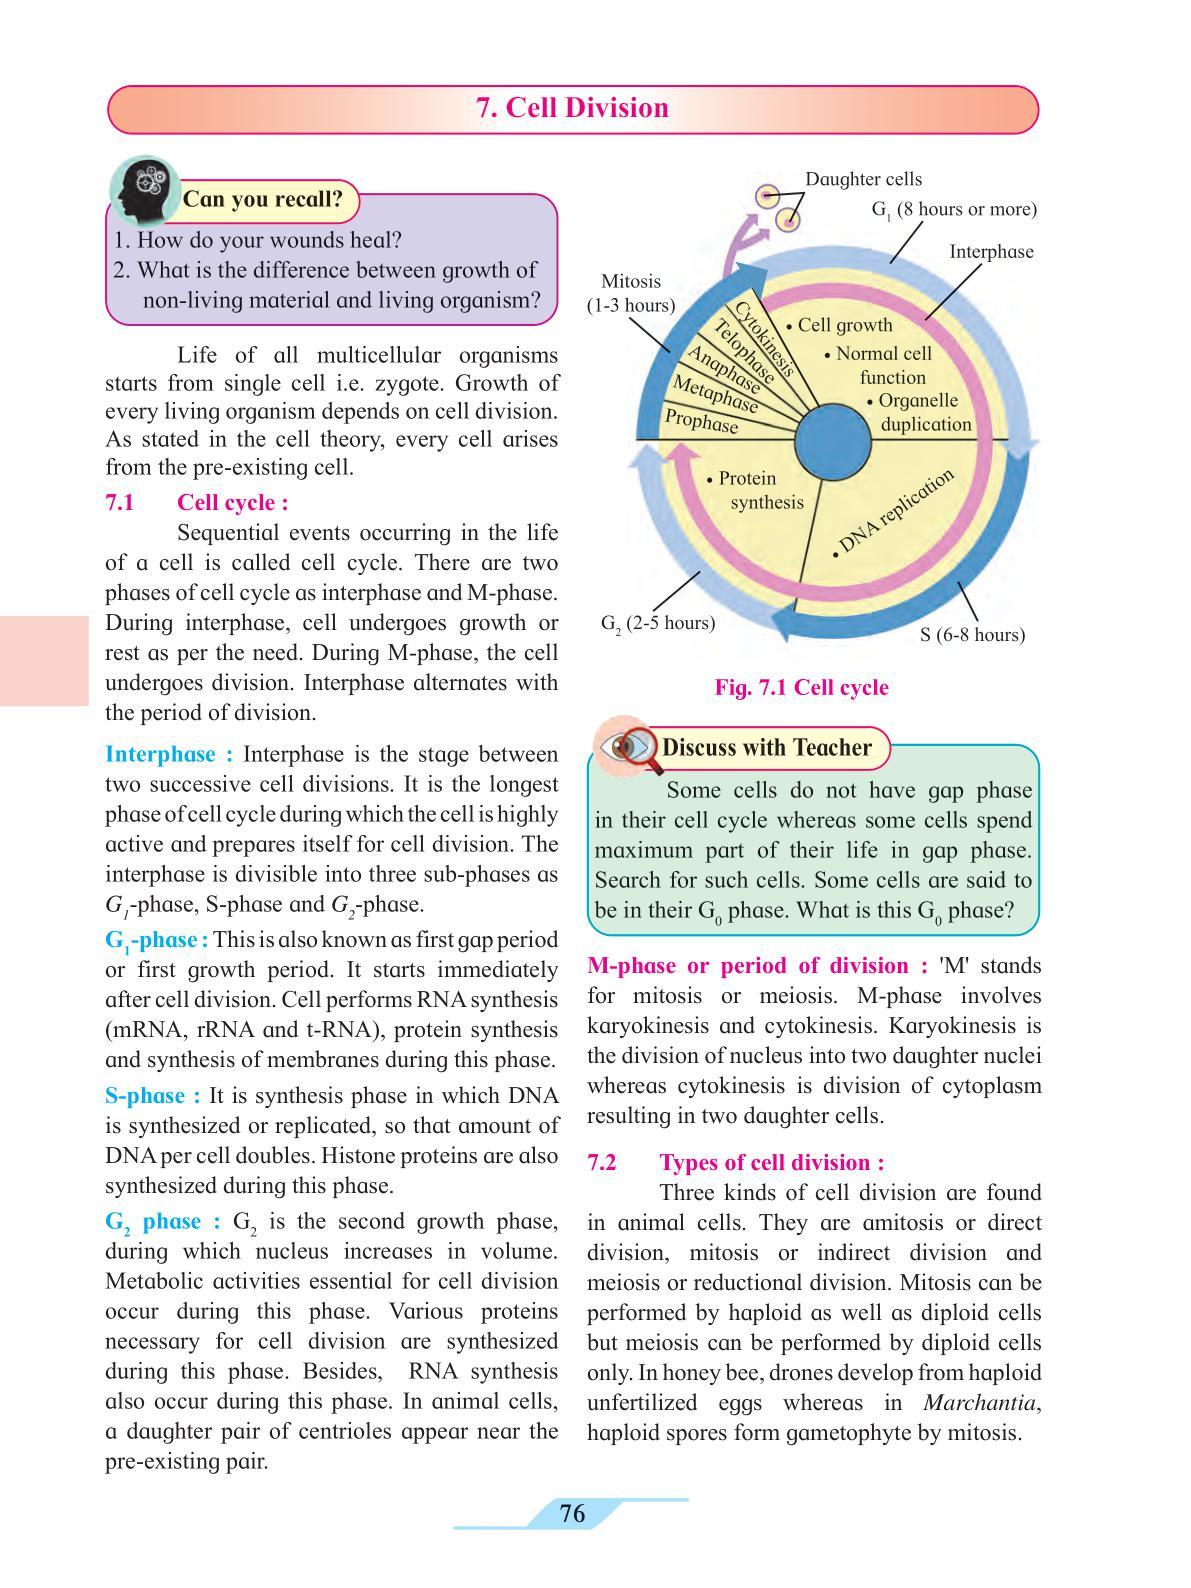 7. Cell Division
Can you recall?
1. How do your wounds heal?
2. What is the difference between growth of
non-living material and living organism?
Life of all multicellular organisms
starts from single cell i.e. zygote. Growth of
every living organism depends on cell division.
As stated in the cell theory, every cell arises
from the pre-existing cell.
7.1 Cell cycle :
Sequential events occurring in the life
of a cell is called cell cycle. There are two
phases of cell cycle as interphase and M-phase.
During interphase, cell undergoes growth or
rest as per the need. During M-phase, the cell
undergoes division. Interphase alternates with
the period of division.
Interphase : Interphase is the stage between
two successive cell divisions. It is the longest
phase of cell cycle during which the cell is highly
active and prepares itself for cell division. The
interphase is divisible into three sub-phases as
G1-phase, S-phase and G2-phase.
G1-phase : This is also known as first gap period
or first growth period. It starts immediately
after cell division. Cell performs RNA synthesis
(mRNA, rRNA and t-RNA), protein synthesis
and synthesis of membranes during this phase.
S-phase : It is synthesis phase in which DNA
is synthesized or replicated, so that amount of
DNA per cell doubles. Histone proteins are also
synthesized during this phase.
G2 phase : G2 is the second growth phase,
during which nucleus increases in volume.
Metabolic activities essential for cell division
occur during this phase. Various proteins
necessary for cell division are synthesized
during this phase. Besides, RNA synthesis
also occur during this phase. In animal cells,
a daughter pair of centrioles appear near the
pre-existing pair.
Daughter cells
G1 (8 hours or more)
Interphase
Mitosis
(1-3 hours)
Cytokinesis
Telophase
Anaphase
Metaphase
Prophase
• Cell growth
• Normal cell
function
• Organelle
duplication
• Protein
synthesis
• DNA replication
G2 (2-5 hours)
S (6-8 hours)
Fig. 7.1 Cell cycle
Discuss with Teacher
Some cells do not have gap phase
in their cell cycle whereas some cells spend
maximum part of their life in gap phase.
Search for such cells. Some cells are said to
be in their G0 phase. What is this G0 phase?
M-phase or period of division : 'M' stands
for mitosis or meiosis. M-phase involves
karyokinesis and cytokinesis. Karyokinesis is
the division of nucleus into two daughter nuclei
whereas cytokinesis is division of cytoplasm
resulting in two daughter cells.
7.2 Types of cell division :
Three kinds of cell division are found
in animal cells. They are amitosis or direct
division, mitosis or indirect division and
meiosis or reductional division. Mitosis can be
performed by haploid as well as diploid cells
but meiosis can be performed by diploid cells
only. In honey bee, drones develop from haploid
unfertilized eggs whereas in Marchantia,
haploid spores form gametophyte by mitosis.
76